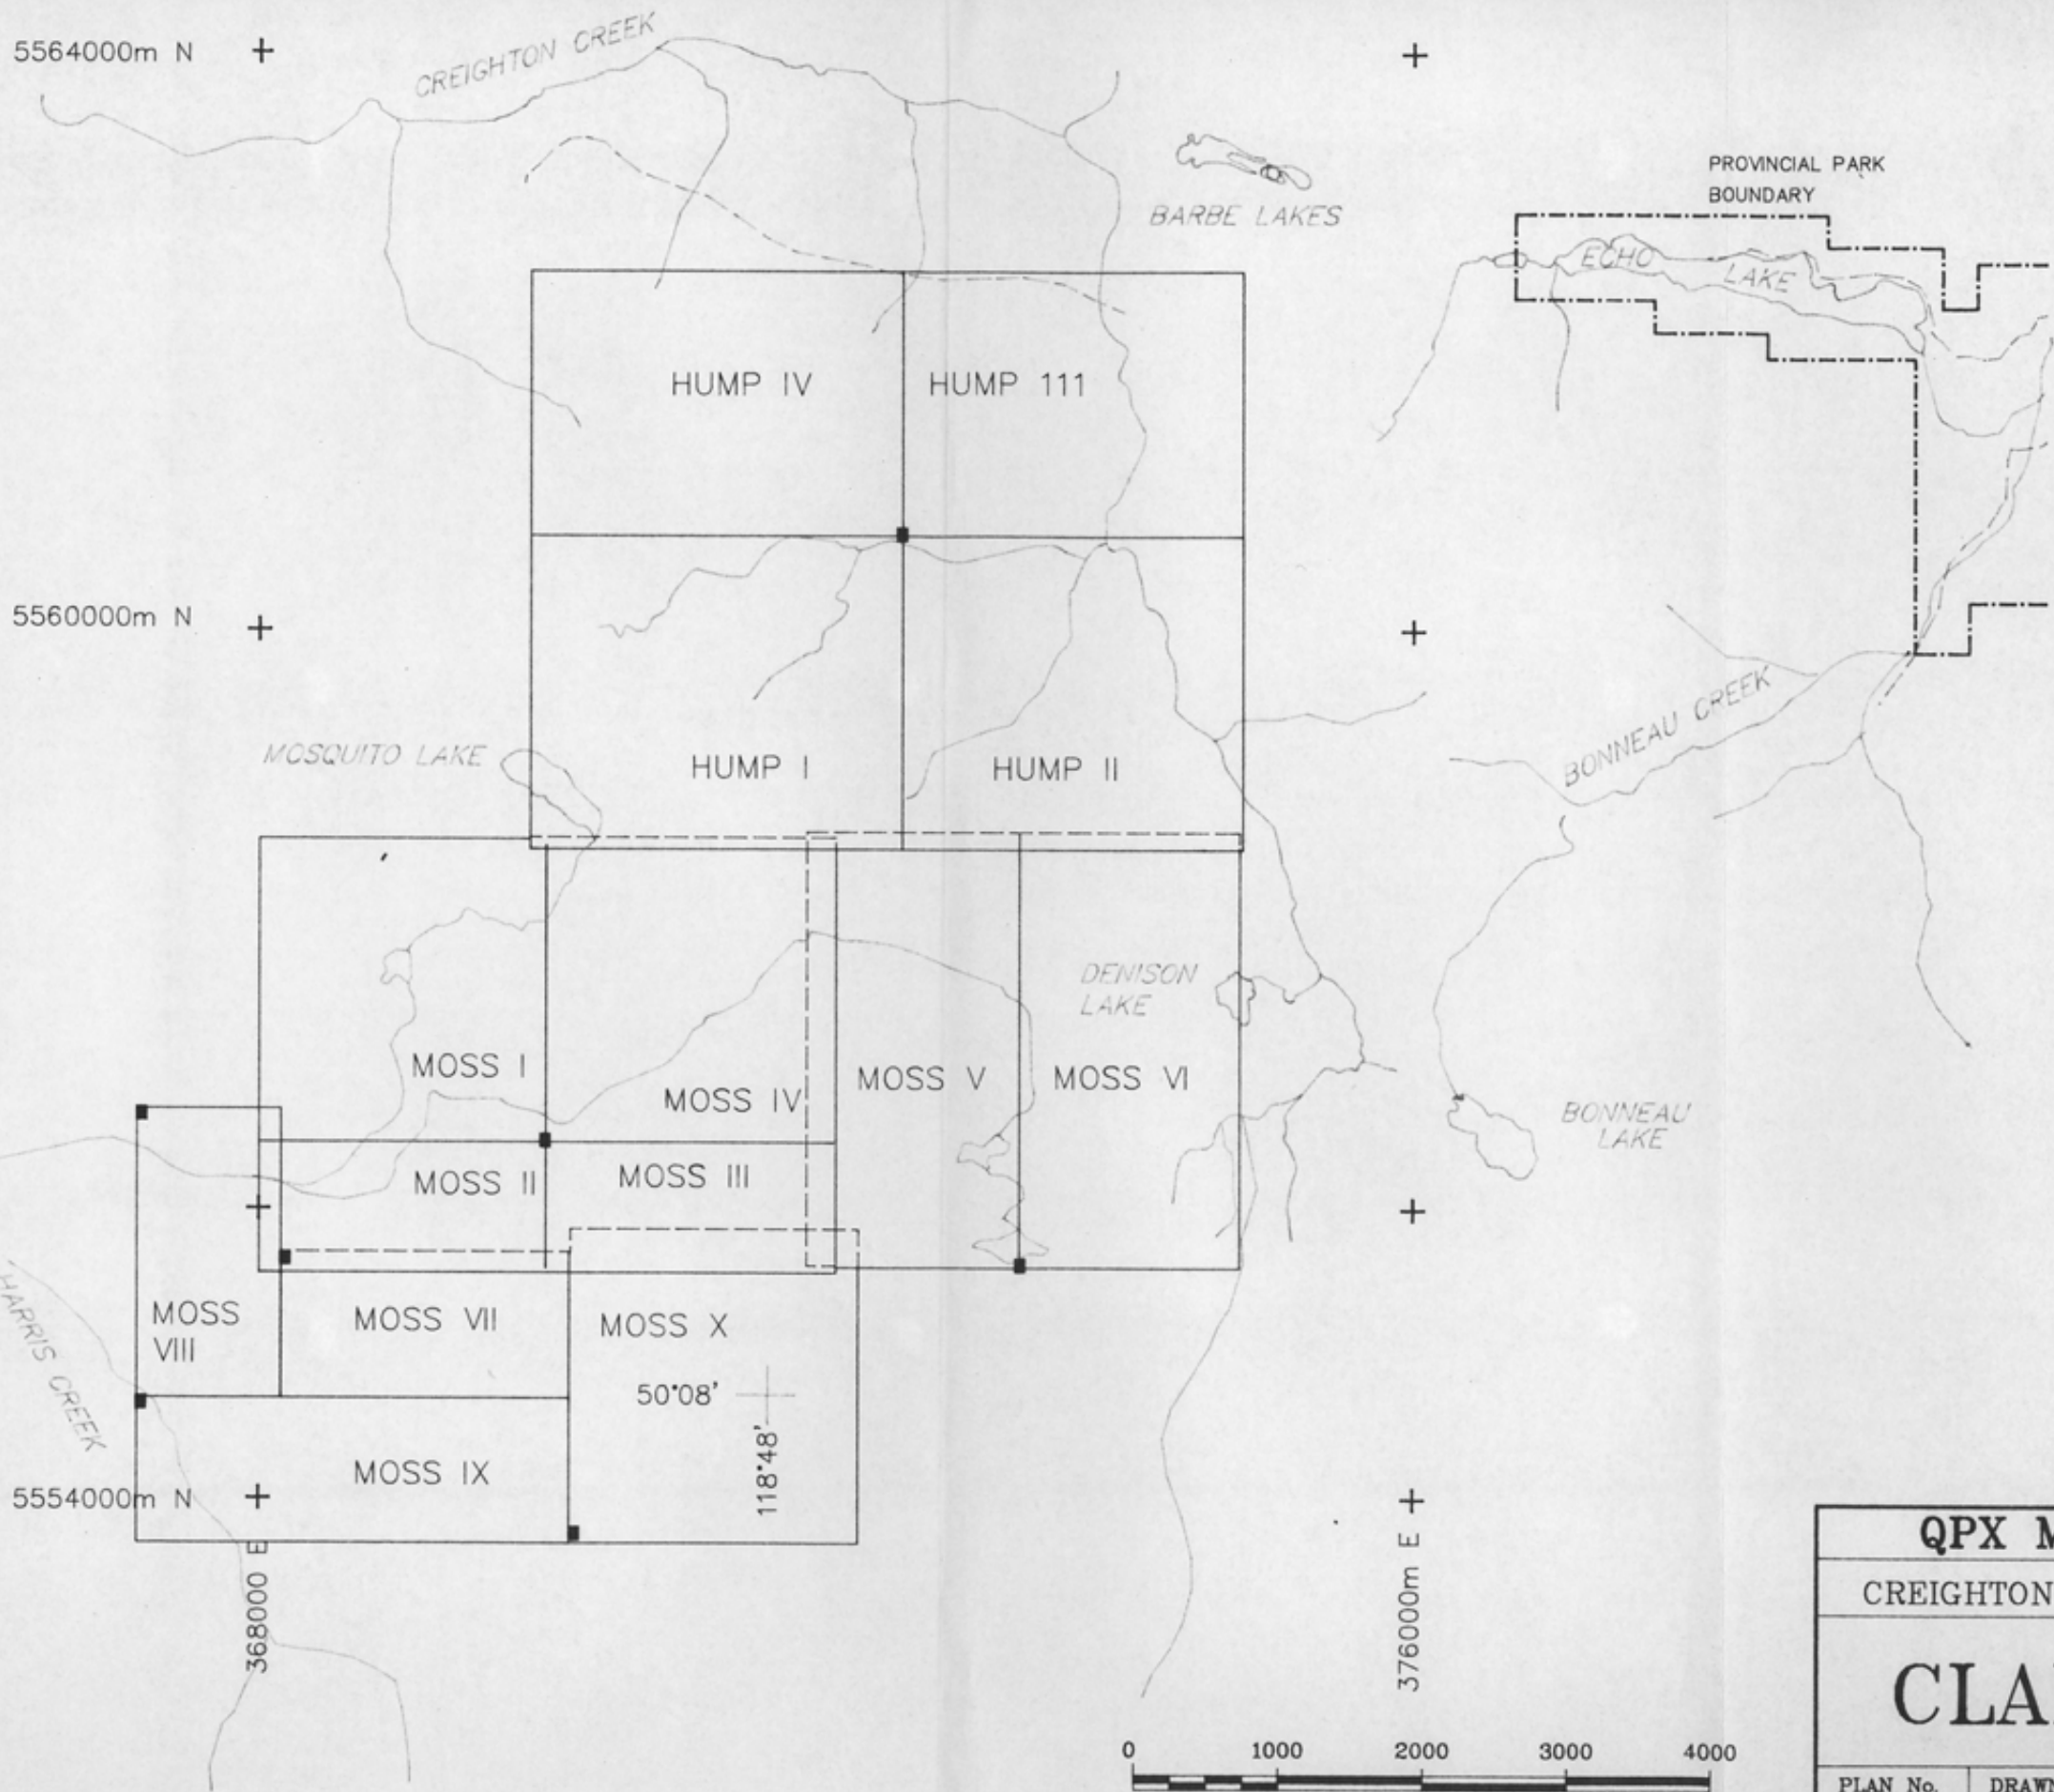 5564000m N
CREIGHTON CREEK
PROVINCIAL PARK
BOUNDARY
BARBE LAKES
ECHO
LAKE
HUMP IV
HUMP 111
5560000m N
BONNEAU CREEK
MOSQUITO LAKE
HUMP I
HUMP II
DENISON
LAKE
MOSS I
MOSS IV
MOSS V
MOSS VI
BONNEAU
LAKE
MOSS II
MOSS III
HARRIS CREEK
MOSS
VIII
MOSS VII
MOSS X
50°08'
118°48'
MOSS IX
5554000m N
368000 E
376000m E
QPX M
CREIGHTON
CLA
0 1000 2000 3000 4000
PLAN No. DRAWN